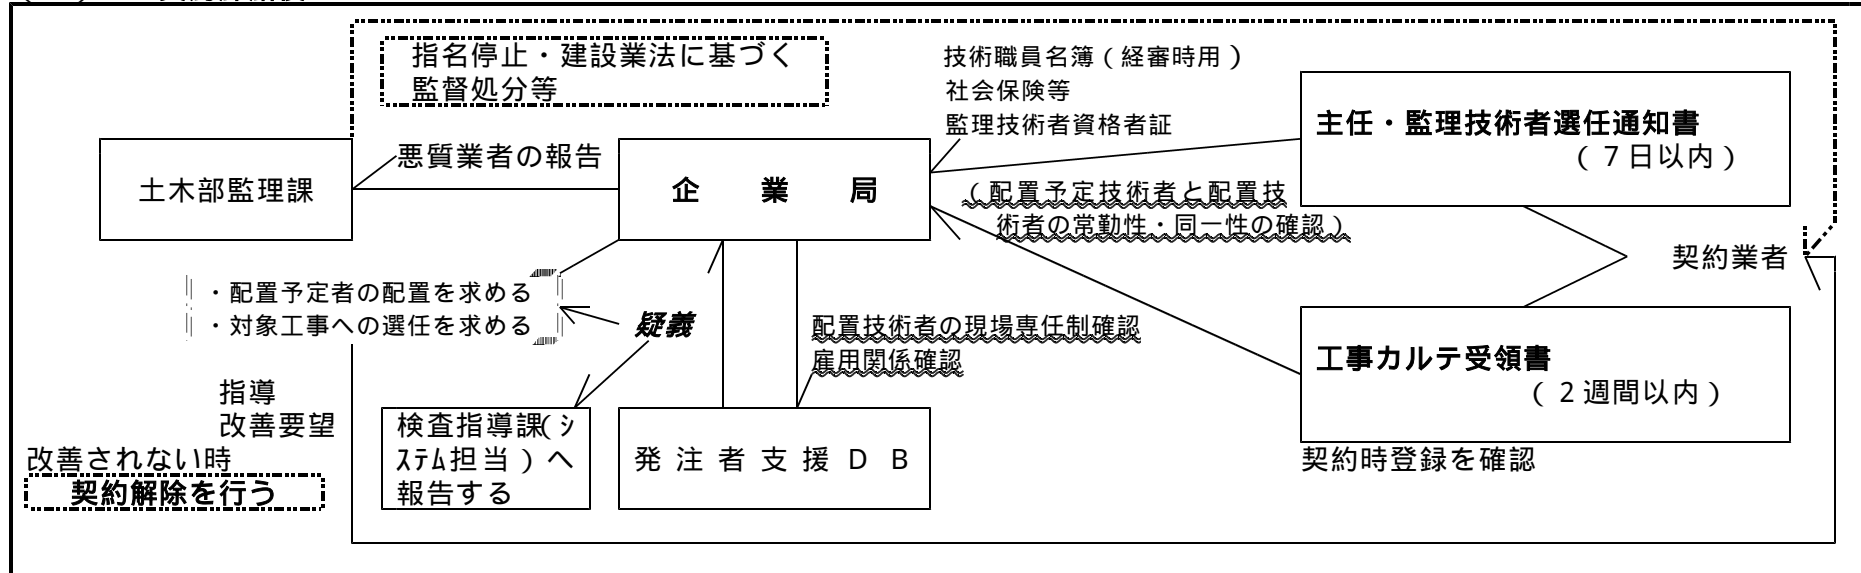 指名停止・建設業法に基づく
監督処分等
技術職員名簿（経審時用）
社会保険等
監理技術者資格者証
主任・監理技術者選任通知書
（７日以内）
悪質業者の報告
土木部監理課
企　業　局
（配置予定技術者と配置技
術者の常勤性・同一性の確認）
契約業者
・配置予定者の配置を求める
・対象工事への選任を求める
疑義
配置技術者の現場専任制確認
雇用関係確認
工事カルテ受領書
（２週間以内）
契約時登録を確認
指導
改善要望
改善されない時
契約解除を行う
検査指導課（ｼ
ｽﾃﾑ担当）へ
報告する
発注者支援ＤＢ